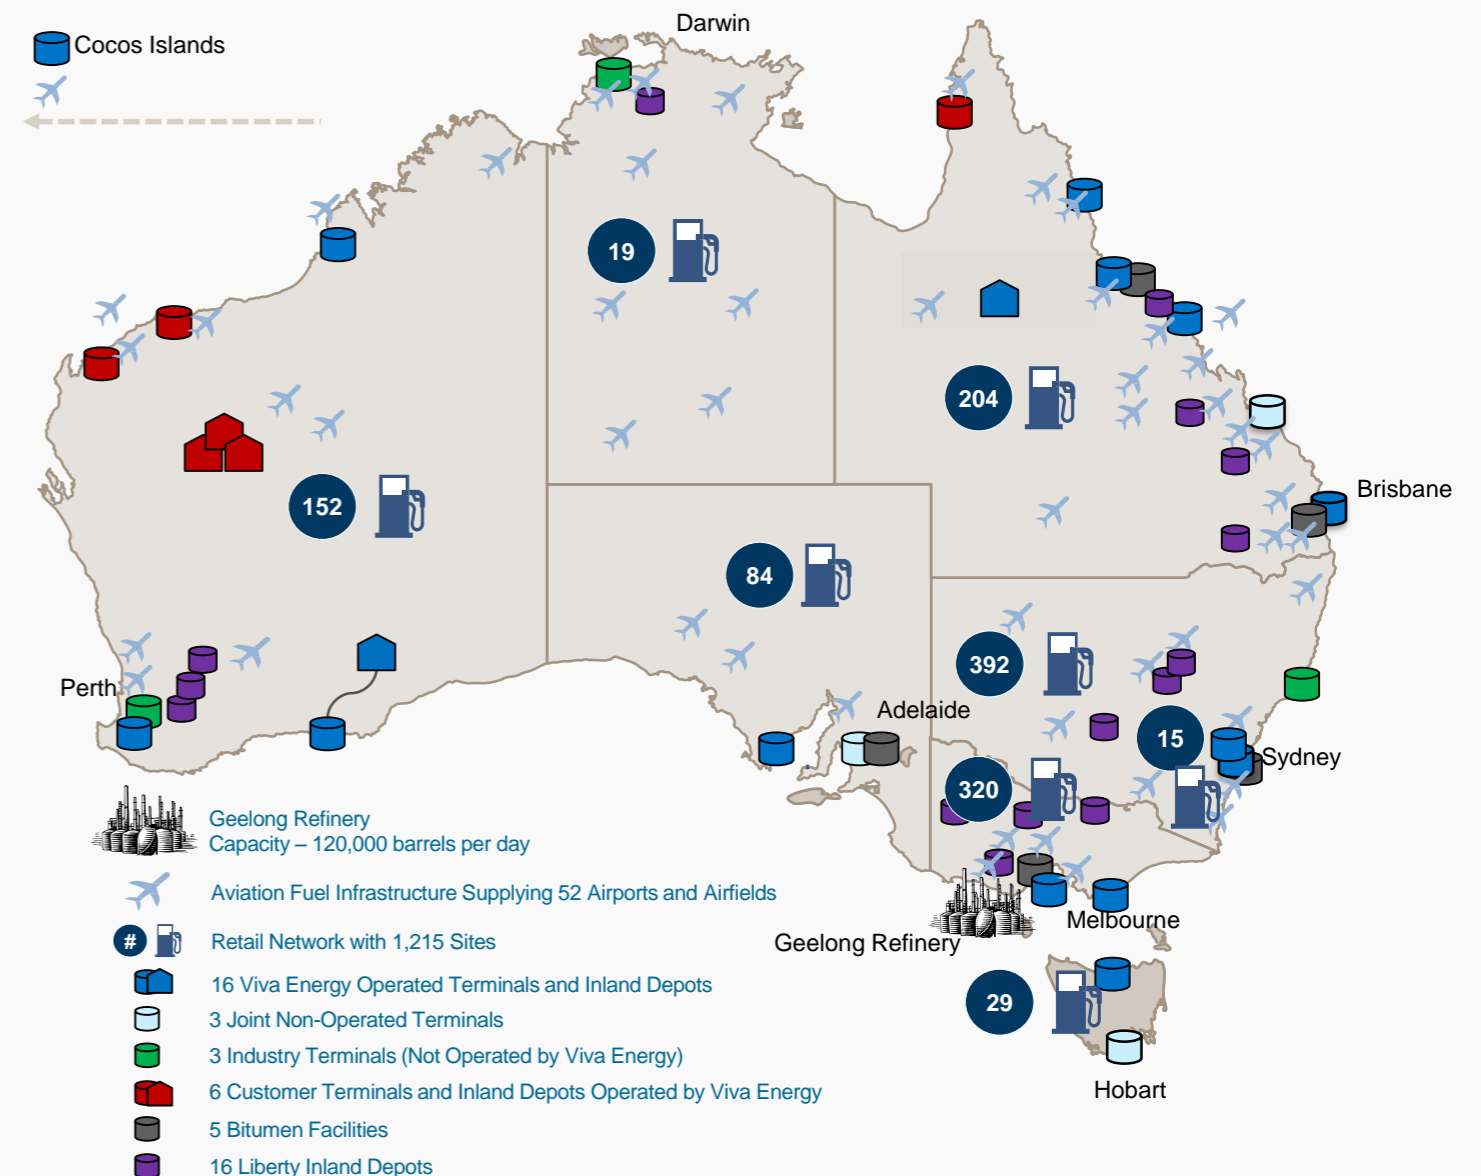 Darwin
Cocos Islands
19
204
Brisbane
152
84
392
Perth
Adelaide
15
Sydney
320
Geelong Refinery
Capacity – 120,000 barrels per day
Aviation Fuel Infrastructure Supplying 52 Airports and Airfields
Melbourne
Geelong Refinery
# Retail Network with 1,215 Sites
16 Viva Energy Operated Terminals and Inland Depots
29
3 Joint Non-Operated Terminals
3 Industry Terminals (Not Operated by Viva Energy)
Hobart
6 Customer Terminals and Inland Depots Operated by Viva Energy
5 Bitumen Facilities
16 Liberty Inland Depots